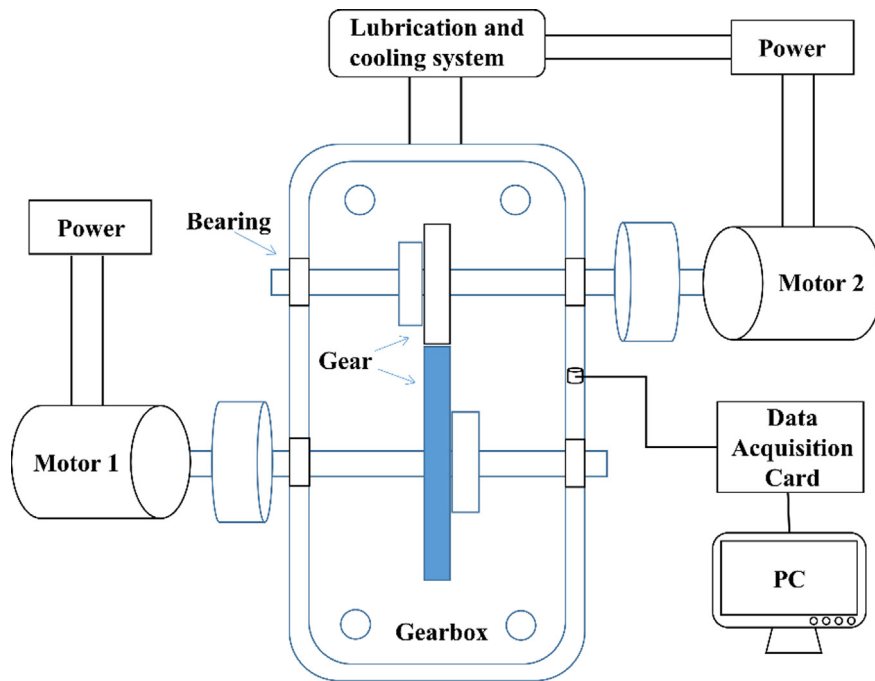 Lubrication and
cooling system
Power
Power
Bearing
Motor 2
Gear
Motor 1
Data
Acquisition
Card
PC
Gearbox